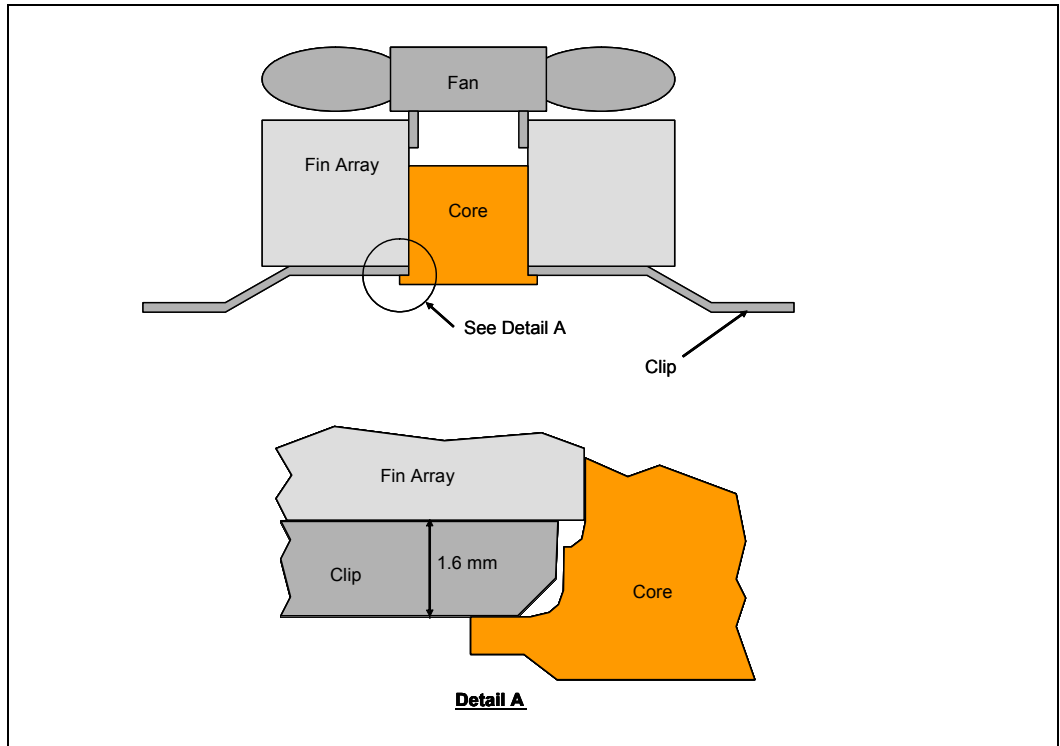 Fan
Fin Array
Core
See Detail A
Clip
Fin Array
Clip
1.6 mm
Core
Detail A